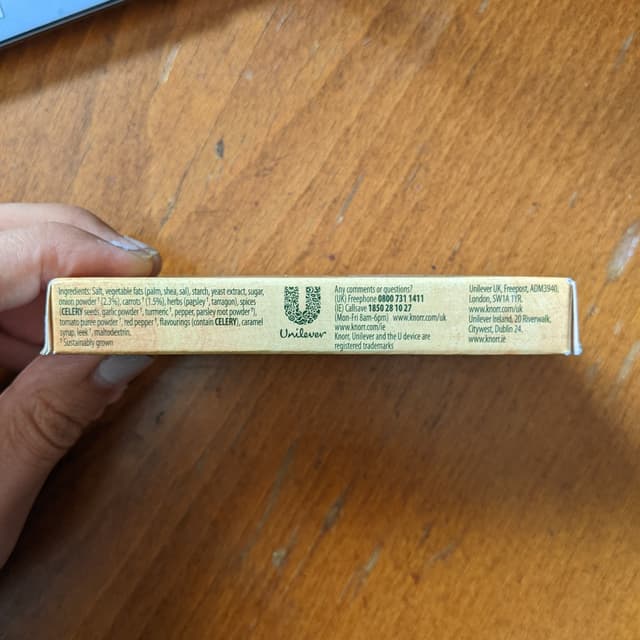 Ingredients: Salt, vegetable fats (palm, shea, sal), starch, yeast extract, sugar,
onion powder¹ (2.3%), carrots¹ (1.5%), herbs (parsley¹, tarragon), spices
(CELERY seeds, garlic powder¹, turmeric¹, pepper, parsley root powder¹),
tomato puree powder¹, red pepper¹, flavourings (contain CELERY), caramel
syrup, leek¹, maltodextrin.
¹ Sustainably grown
Unilever
Any comments or questions?
(UK) Freephone 0800 731 1411
(IE) Callsave 1850 28 10 27
(Mon-Fri 8am-6pm) www.knorr.com/uk
www.knorr.com/ie
Knorr, Unilever and the U device are
registered trademarks
Unilever UK, Freepost, ADM3940,
London, SW1A 1YR.
www.knorr.com/uk
Unilever Ireland, 20 Riverwalk,
Citywest, Dublin 24.
www.knorr.ie